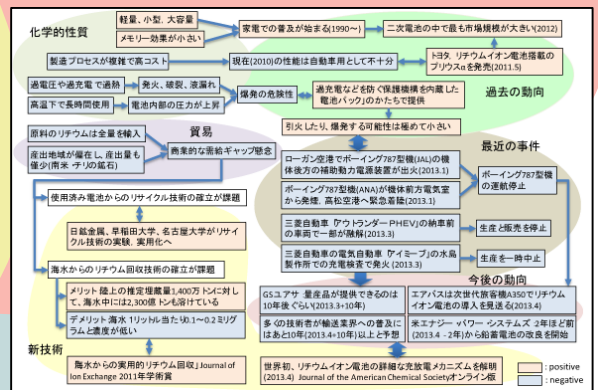 化学的性質
軽量、小型、大容量
メモリー効果が小さい
家電での普及が始まる(1990～)
二次電池の中で最も市場規模が大きい(2012)
製造プロセスが複雑で高コスト
現在(2010)の性能は自動車用として不十分
トヨタ、リチウムイオン電池搭載の
プリウスαを発売(2011.5)
過電圧や過充電で過熱
発火、破裂、液漏れ
高温下で長時間使用
電池内部の圧力が上昇
爆発の危険性
過充電などを防ぐ保護機構を内蔵した
電池パックのかたちで提供
過去の動向
引火したり、爆発する可能性は極めて小さい
貿易
原料のリチウムは全量を輸入
産出地域が偏在し、産出量も
僅少(南米・チリの鉱石)
商業的な需給ギャップ懸念
最近の事件
ローガン空港でボーイング787型機(JAL)の機
体後方の補助動力電源装置が出火(2013.1)
ボーイング787型機(ANA)が機体前方電気室
から発煙、高松空港へ緊急着陸(2013.1)
ボーイング787型機
の運航停止
使用済み電池からのリサイクル技術の確立が課題
日鉱金属、早稲田大学、名古屋大学がリサイ
クル技術の実験、実用化へ
三菱自動車「アウトランダーPHEV」の納車前
の車両で一部が融解(2013.3)
生産と販売を停止
三菱自動車の電気自動車「アイミーブ」の水島
製作所での充電検査で発火(2013.3)
生産を一時中止
海水からのリチウム回収技術の確立が課題
メリット:陸上の推定埋蔵量1,400万トンに対し
て、海水中には2,300億トンも溶けている
デメリット:海水1リットル当たり0.1～0.2ミリグ
ラムと濃度が低い
新技術
「海水からの実用的リチウム回収」Journal of
Ion Exchange 2011年学術賞
今後の動向
GSユアサ:量産品が提供できるのは
10年後ぐらい(2013.3+10年)
多くの技術者が輸送業界への普及に
はあと10年(2013.4+10年)以上と予想
エアバスは次世代旅客機A350でリチウムイ
オン電池の導入を見送る(2013.4)
米エナジー・パワー・システムズ:2年ほど前
(2013.4‐2年)から鉛蓄電池の改良を開始
世界初、リチウムイオン電池の詳細な充放電メカニズムを解明
(2013.4) Journal of the American Chemical Societyオンライン版
: positive
: negative